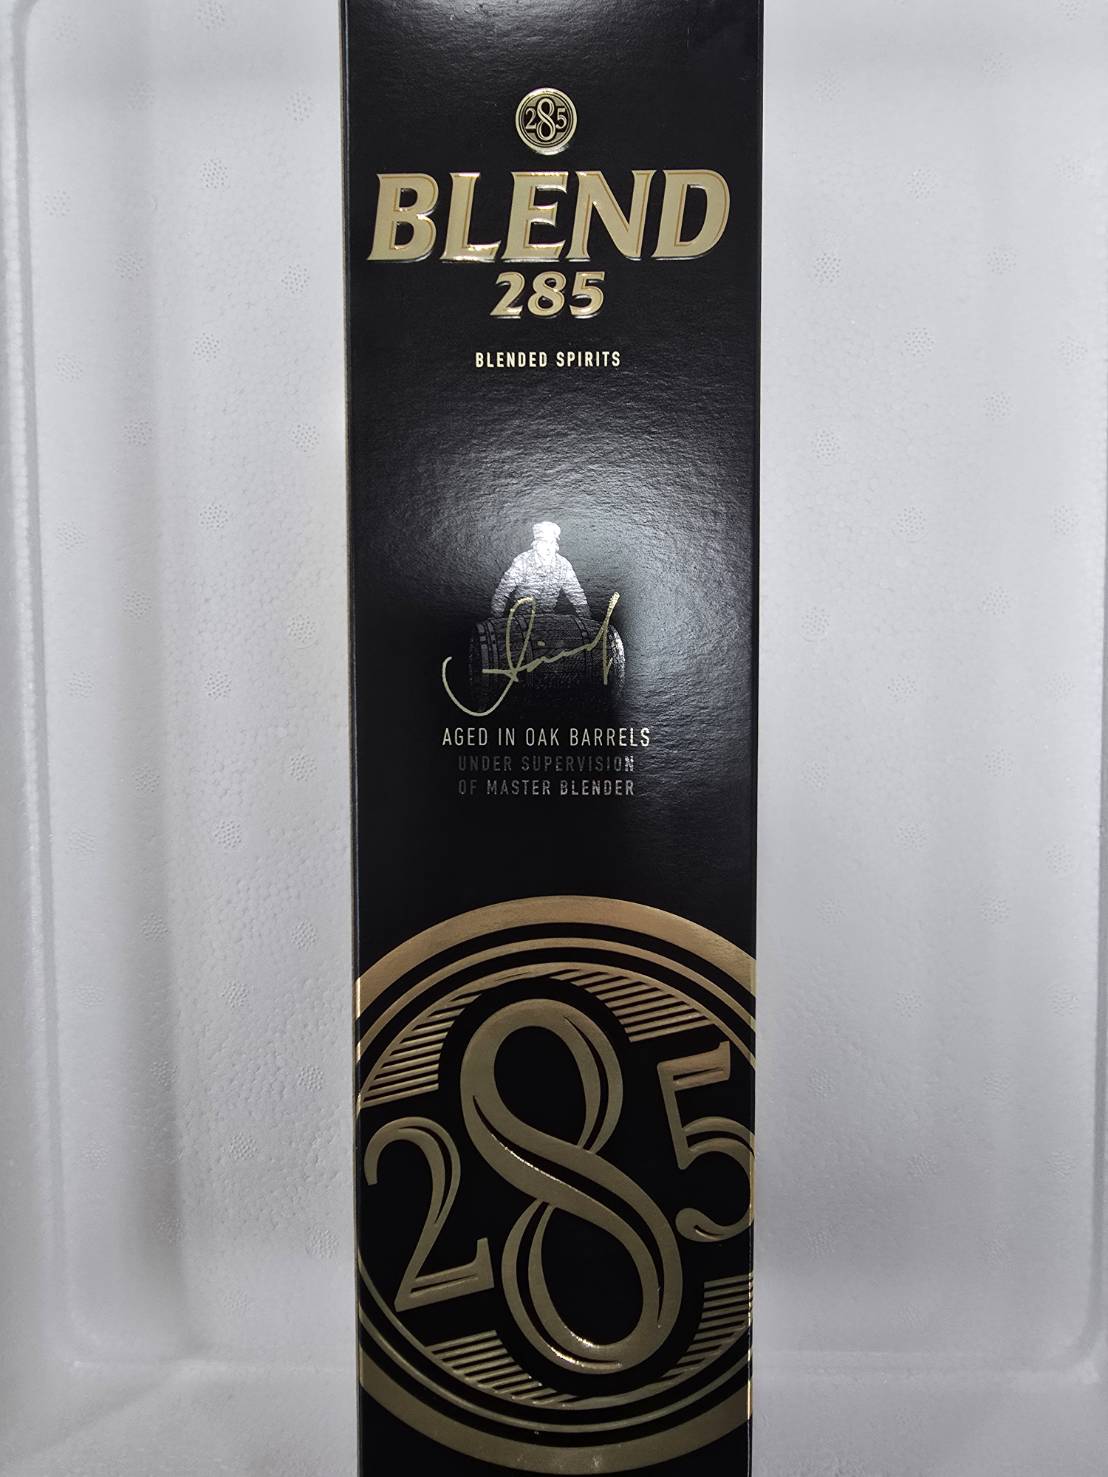 285
BLEND
285
BLENDED SPIRITS
AGED IN OAK BARRELS
UNDER SUPERVISION
OF MASTER BLENDER
285